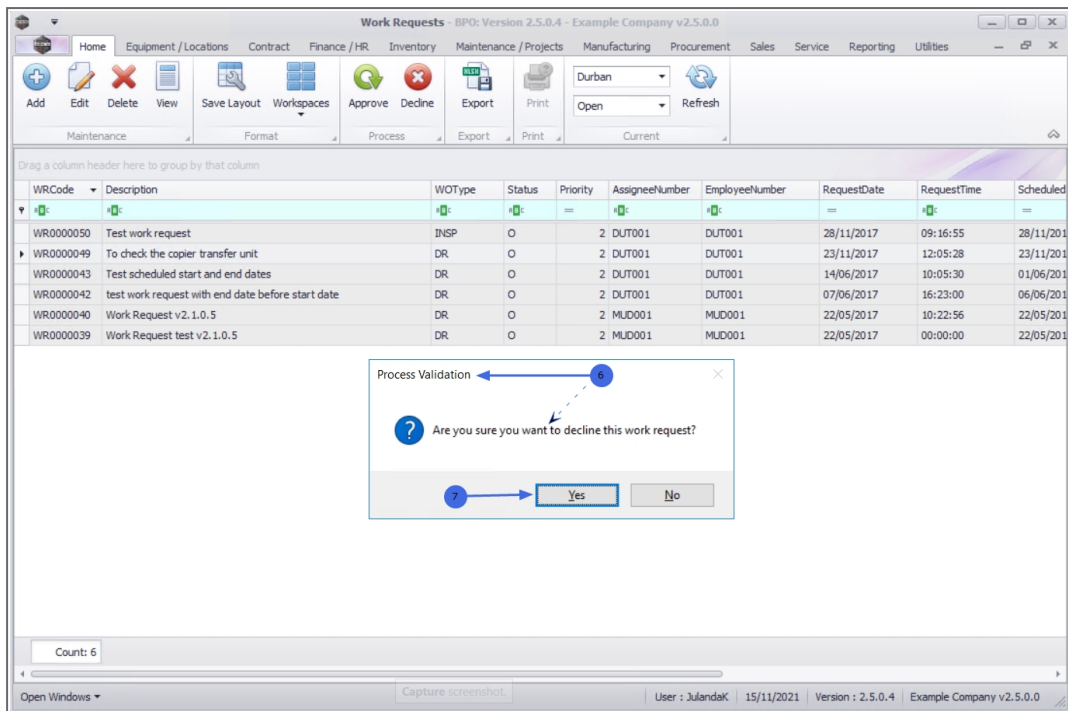 Work Requests - BPO: Version 2.5.0.4 - Example Company v2.5.0.0
Home Equipment / Locations Contract Finance / HR Inventory Maintenance / Projects Manufacturing Procurement Sales Service Reporting Utilities
Add Edit Delete View Save Layout Workspaces Approve Decline Export Print Durban Open Refresh
Maintenance Format Process Export Print Current
Drag a column header here to group by that column
WRCode Description WOType Status Priority AssigneeNumber EmployeeNumber RequestDate RequestTime Scheduled
WR0000050 Test work request INSP O 2 DUT001 DUT001 28/11/2017 09:16:55 28/11/201
WR0000049 To check the copier transfer unit DR O 2 DUT001 DUT001 23/11/2017 12:05:28 23/11/201
WR0000043 Test scheduled start and end dates DR O 2 DUT001 DUT001 14/06/2017 10:05:30 01/06/201
WR0000042 test work request with end date before start date DR O 2 DUT001 DUT001 07/06/2017 16:23:00 06/06/201
WR0000040 Work Request v2.1.0.5 DR O 2 MUD001 MUD001 22/05/2017 10:22:56 22/05/201
WR0000039 Work Request test v2.1.0.5 DR O 2 MUD001 MUD001 22/05/2017 00:00:00 22/05/201
Process Validation 6
Are you sure you want to decline this work request?
7 Yes No
Count: 6
Capture screenshot.
Open Windows User : JulandaK 15/11/2021 Version : 2.5.0.4 Example Company v2.5.0.0